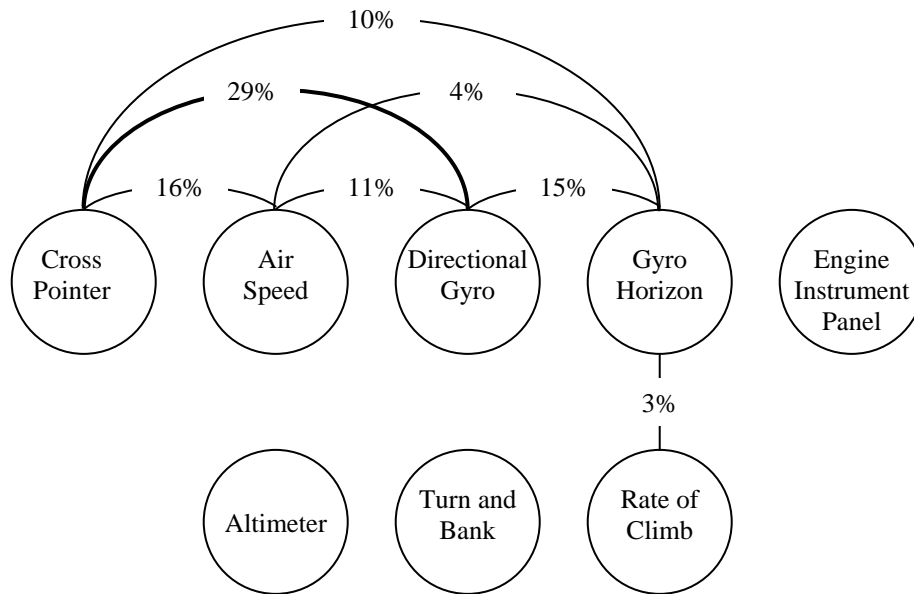 10%
29%
4%
16%
11%
15%
Cross
Pointer
Air
Speed
Directional
Gyro
Gyro
Horizon
Engine
Instrument
Panel
3%
Altimeter
Turn and
Bank
Rate of
Climb